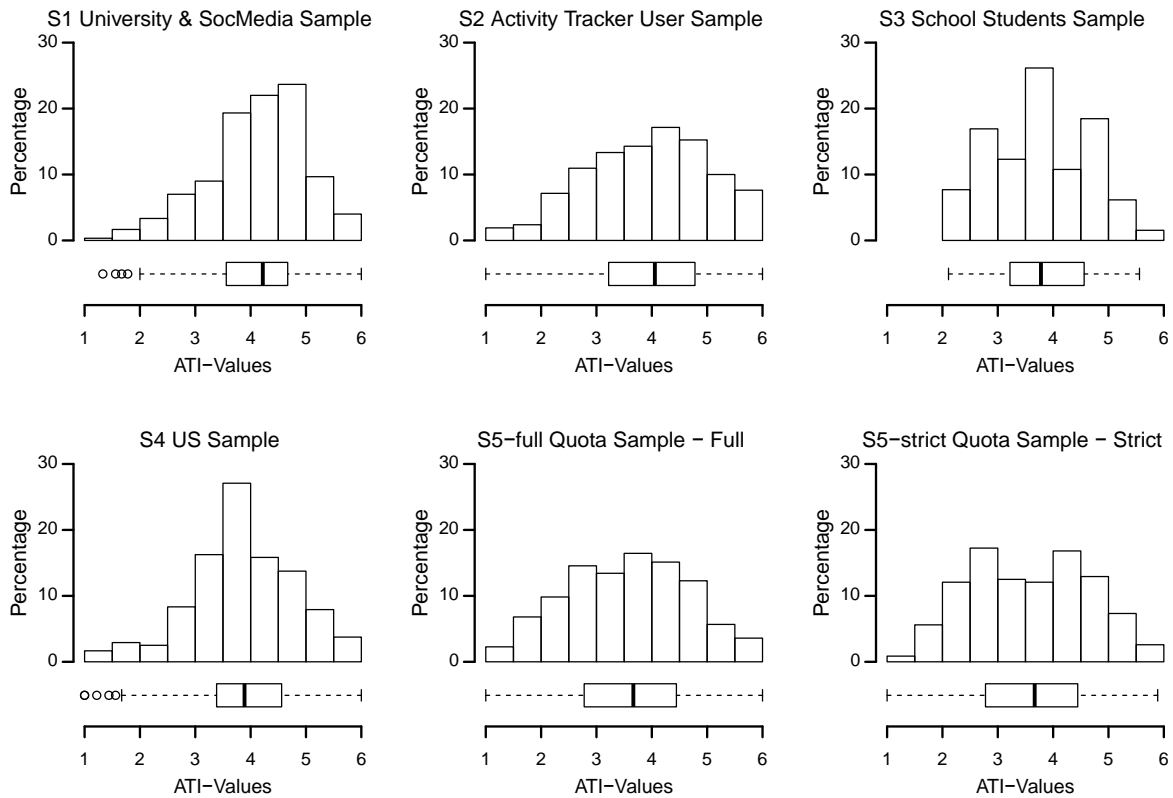 S1 University & SocMedia Sample
Percentage
30
20
10
0
1 2 3 4 5 6
ATI−Values
S2 Activity Tracker User Sample
Percentage
30
20
10
0
1 2 3 4 5 6
ATI−Values
S3 School Students Sample
Percentage
30
20
10
0
1 2 3 4 5 6
ATI−Values
S4 US Sample
Percentage
30
20
10
0
1 2 3 4 5 6
ATI−Values
S5−full Quota Sample − Full
Percentage
30
20
10
0
1 2 3 4 5 6
ATI−Values
S5−strict Quota Sample − Strict
Percentage
30
20
10
0
1 2 3 4 5 6
ATI−Values